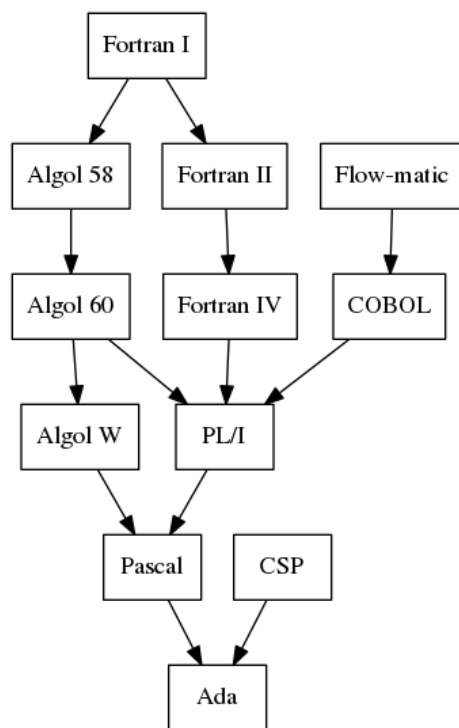 Fortran I
Algol 58
Fortran II
Flow-matic
Algol 60
Fortran IV
COBOL
Algol W
PL/I
Pascal
CSP
Ada